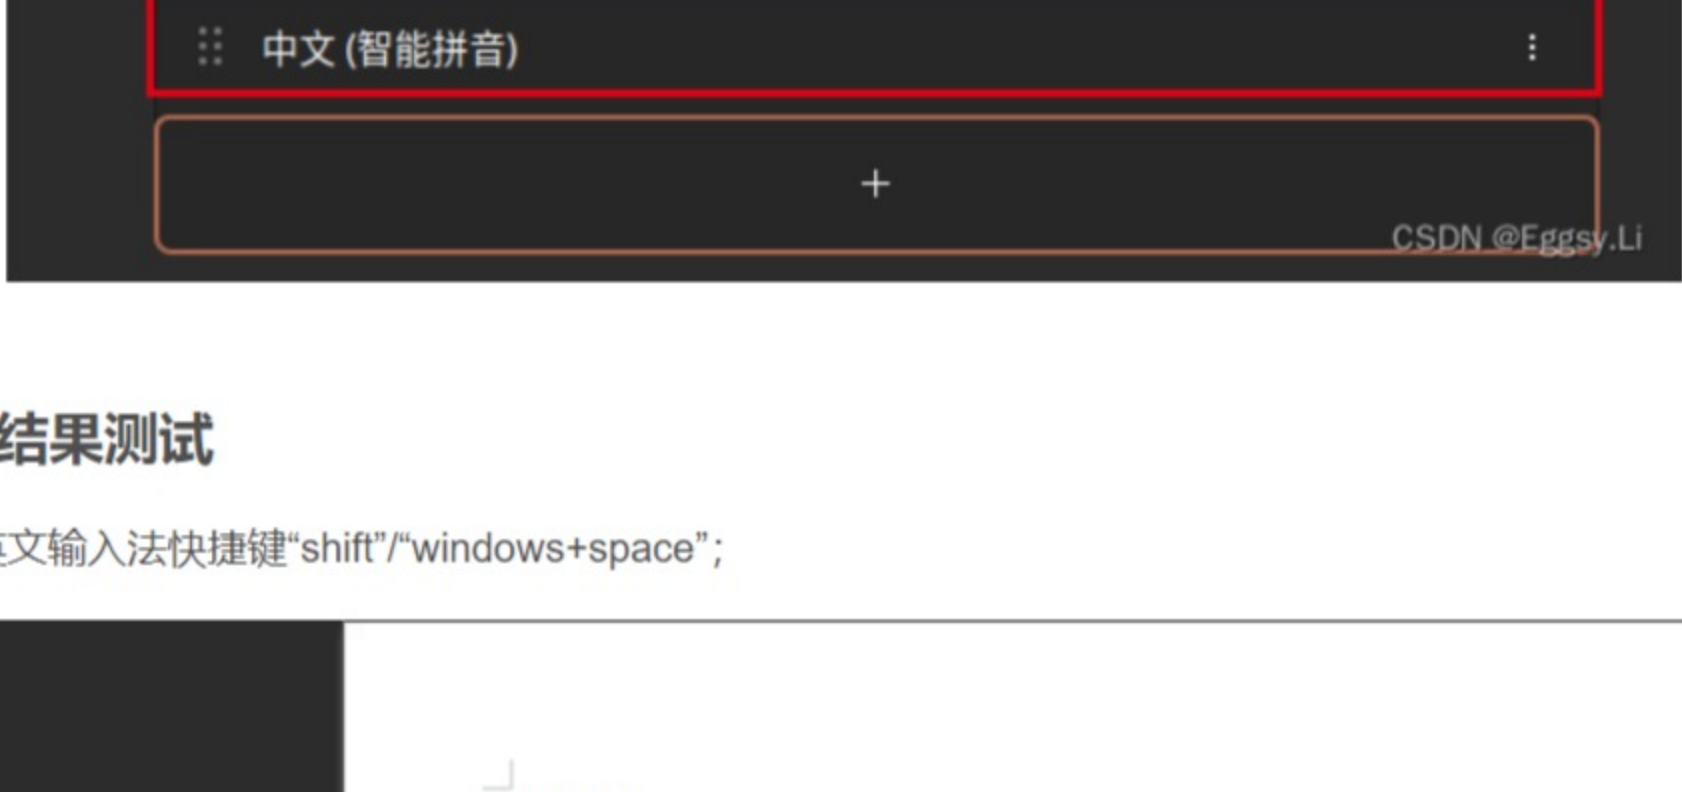 中文 (智能拼音)
+
CSDN @Eggsy.Li
结果测试
文输入法快捷键“shift”/“windows+space”；